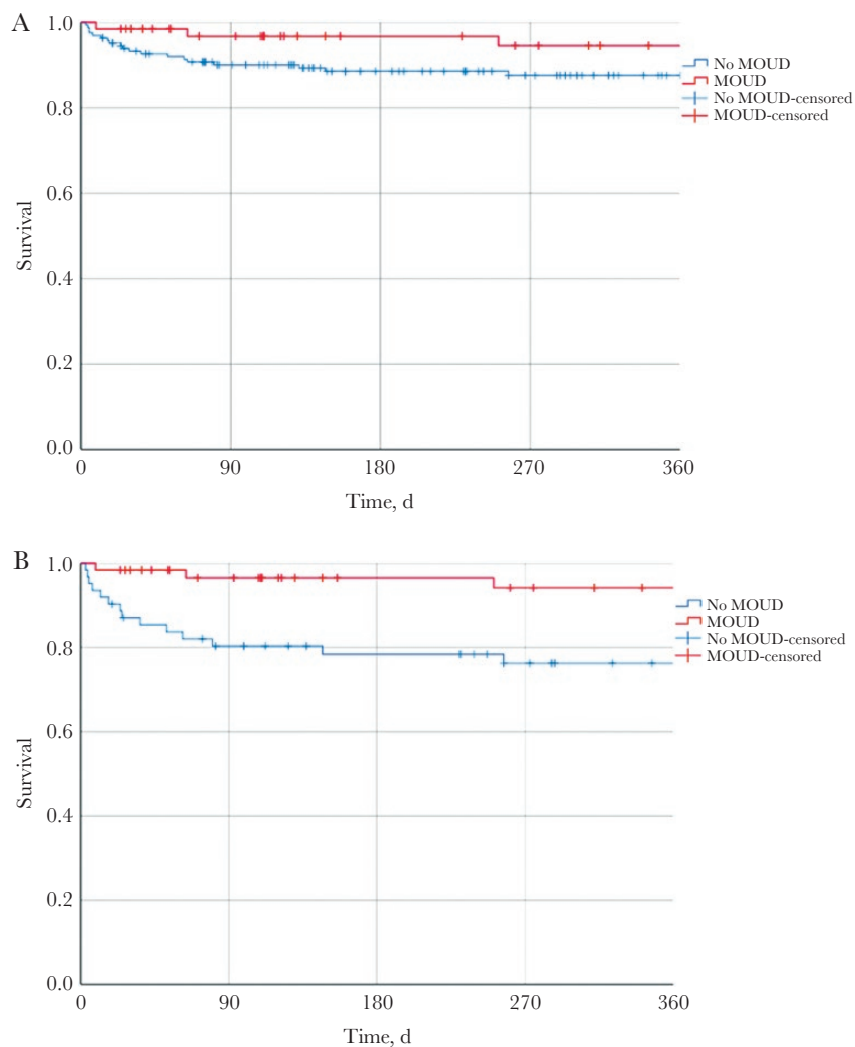 A
1.0
0.8
0.6
0.4
0.2
0.0
Survival
0 90 180 270 360
Time, d
No MOUD
MOUD
No MOUD-censored
MOUD-censored
B
1.0
0.8
0.6
0.4
0.2
0.0
Survival
0 90 180 270 360
Time, d
No MOUD
MOUD
No MOUD-censored
MOUD-censored